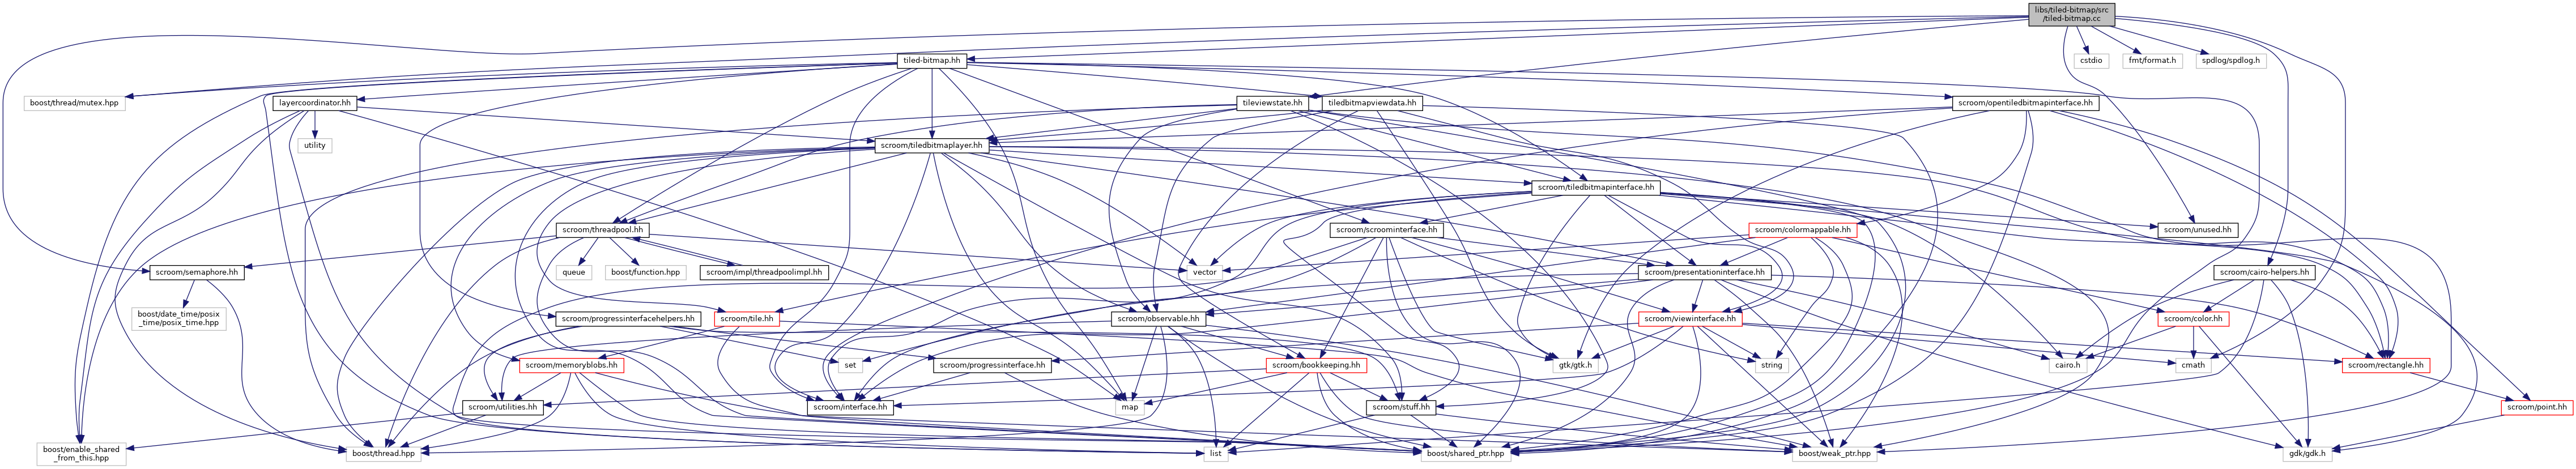 libs/tiled-bitmap/src
/tiled-bitmap.cc
tiled-bitmap.hh
cstdio
fmt/format.h
spdlog/spdlog.h
boost/thread/mutex.hpp
layercoordinator.hh
tileviewstate.hh
tiledbitmapviewdata.hh
scroom/opentiledbitmapinterface.hh
utility
scroom/tiledbitmaplayer.hh
scroom/tiledbitmapinterface.hh
scroom/threadpool.hh
scroom/scroominterface.hh
scroom/colormappable.hh
scroom/unused.hh
scroom/semaphore.hh
queue
boost/function.hpp
scroom/impl/threadpoolimpl.hh
vector
scroom/presentationinterface.hh
scroom/cairo-helpers.hh
boost/date_time/posix
_time/posix_time.hpp
scroom/progressinterfacehelpers.hh
scroom/tile.hh
scroom/observable.hh
scroom/viewinterface.hh
scroom/color.hh
scroom/memoryblobs.hh
set
scroom/progressinterface.hh
scroom/bookkeeping.hh
gtk/gtk.h
string
cairo.h
cmath
scroom/rectangle.hh
scroom/utilities.hh
scroom/interface.hh
map
scroom/stuff.hh
scroom/point.hh
boost/enable_shared
_from_this.hpp
boost/thread.hpp
list
boost/shared_ptr.hpp
boost/weak_ptr.hpp
gdk/gdk.h